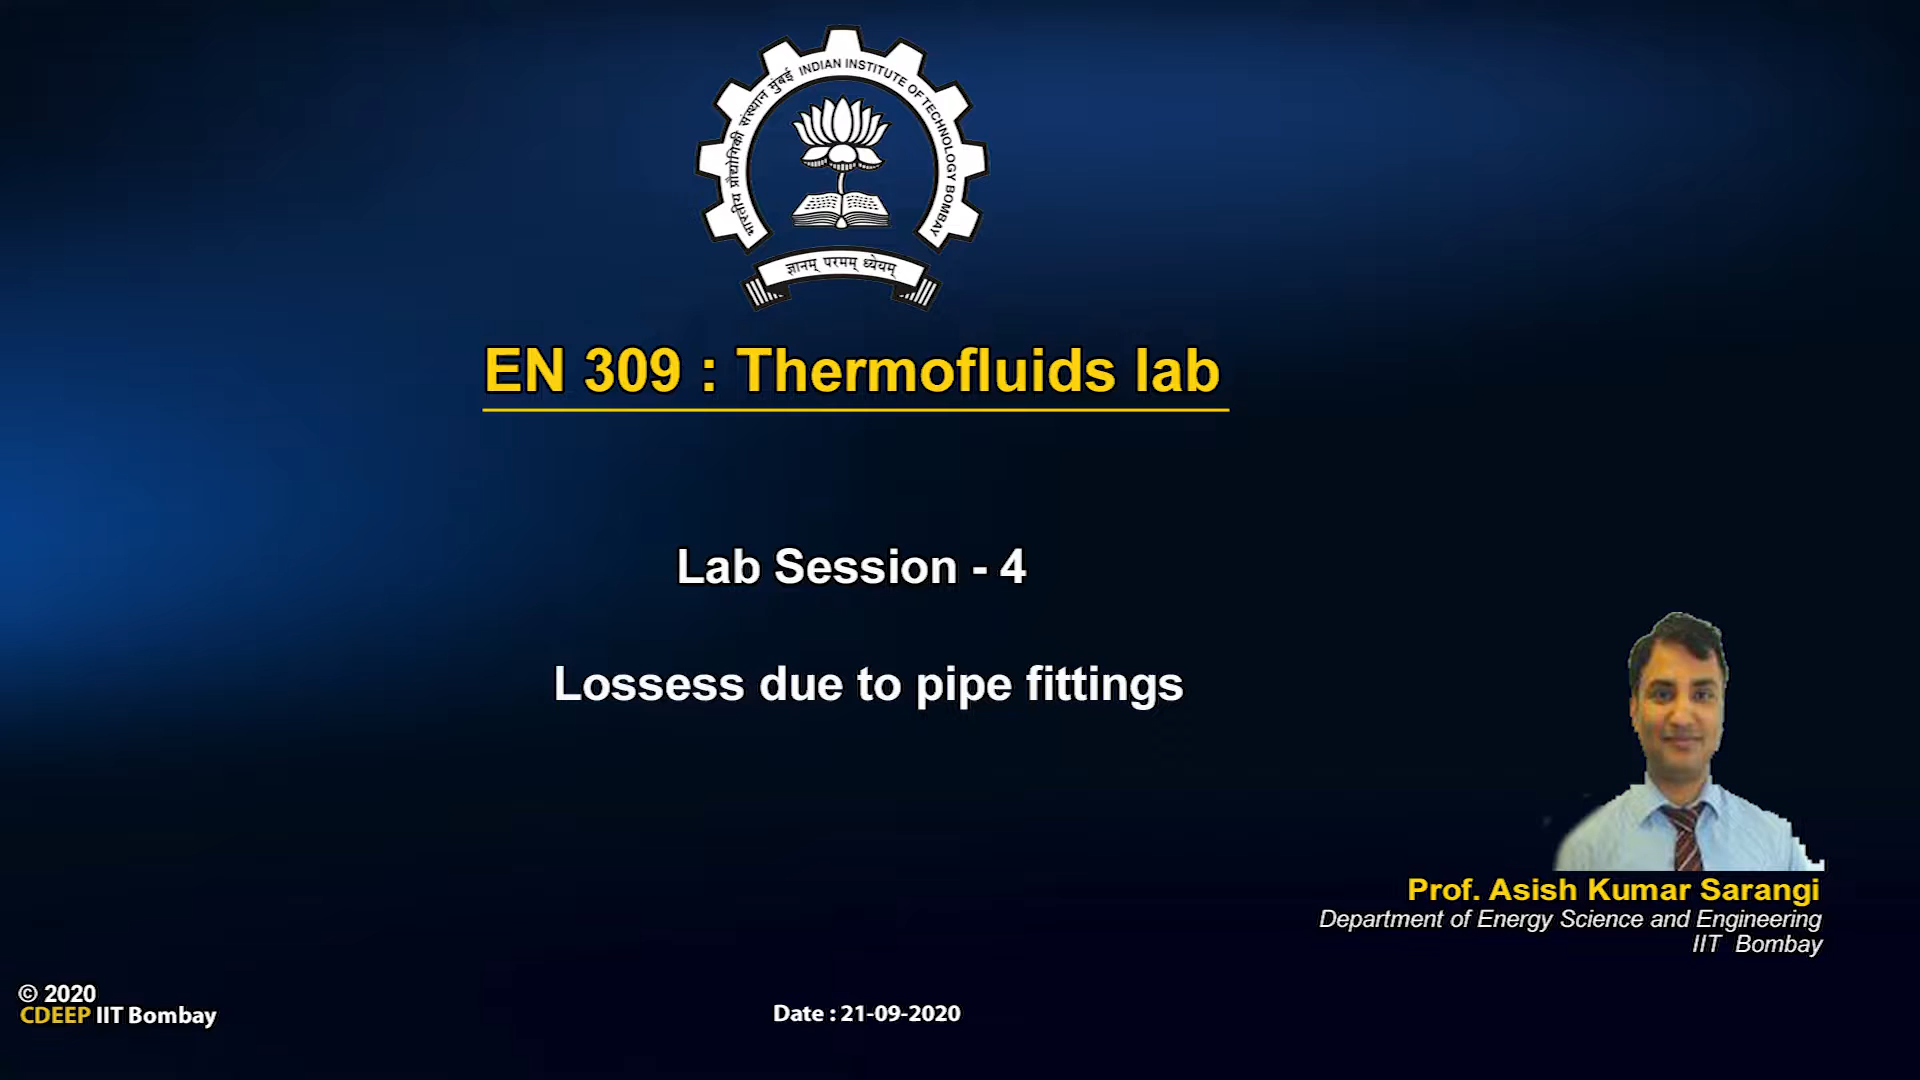 भारतीय प्रौद्योगिकी संस्थान मुंबई INDIAN INSTITUTE OF TECHNOLOGY BOMBAY
ज्ञानम् परमम् ध्येयम्
EN 309 : Thermofluids lab
Lab Session - 4
Lossess due to pipe fittings
Prof. Asish Kumar Sarangi
Department of Energy Science and Engineering
IIT Bombay
© 2020
CDEEP IIT Bombay
Date : 21-09-2020